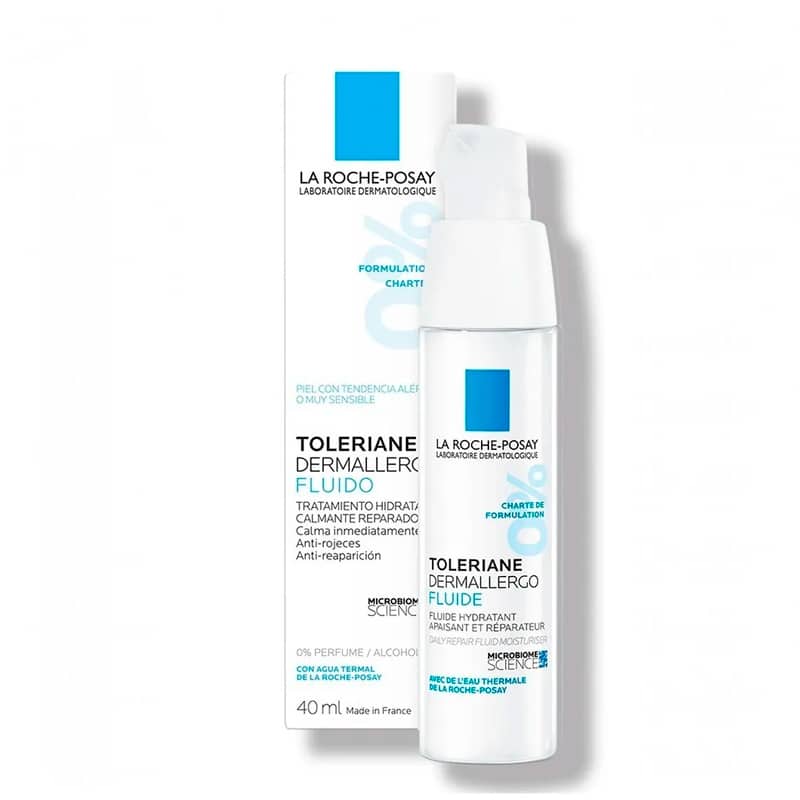 LA ROCHE-POSAY
LABORATOIRE DERMATOLOGIQUE
0%
FORMULATION
CHARTE
PIEL CON TENDENCIA
O MUY SENSIBLE
TOLERIANE
DERMALLERGO
FLUIDO
TRATAMIENTO
CALMANTE
Calma inmediatamente
Anti-rojeces
Anti-reaparición
MICROBIOME
SCIENCE
0% PERFUME / ALCOHOL
CON AGUA TERMAL
DE LA ROCHE-POSAY
40 ml Made in France
LA ROCHE-POSAY
LABORATOIRE DERMATOLOGIQUE
0%
CHARTE DE
FORMULATION
TOLERIANE
DERMALLERGO
FLUIDE
FLUIDE HYDRATANT
APAISANT ET RÉPARATEUR
DAILY REPAIR FLUID MOISTURISER
MICROBIOME
SCIENCE
AVEC DE L'EAU THERMALE
DE LA ROCHE-POSAY